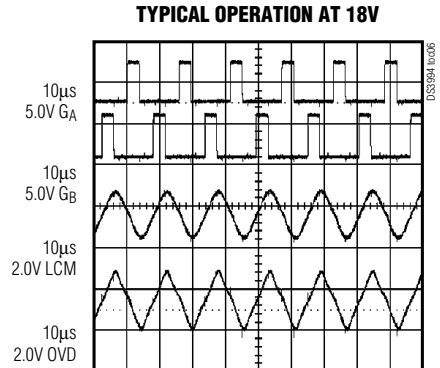 TYPICAL OPERATION AT 18V
DS3994 toc06
10μs
5.0V GA
10μs
5.0V GB
10μs
2.0V LCM
10μs
2.0V OVD